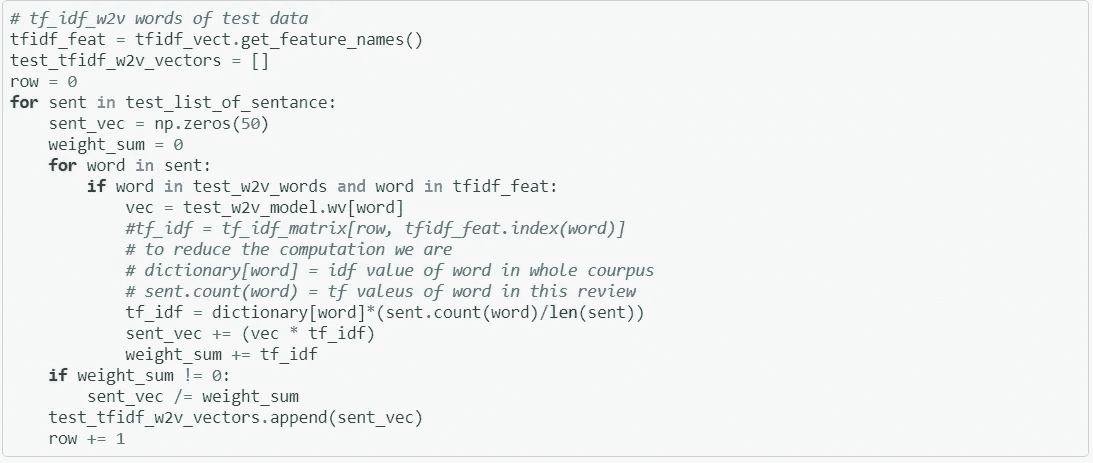 # tf_idf_w2v words of test data
tfidf_feat = tfidf_vect.get_feature_names()
test_tfidf_w2v_vectors = []
row = 0
for sent in test_list_of_sentance:
    sent_vec = np.zeros(50)
    weight_sum = 0
    for word in sent:
        if word in test_w2v_words and word in tfidf_feat:
            vec = test_w2v_model.wv[word]
            #tf_idf = tf_idf_matrix[row, tfidf_feat.index(word)]
            # to reduce the computation we are
            # dictionary[word] = idf value of word in whole courpus
            # sent.count(word) = tf valeus of word in this review
            tf_idf = dictionary[word]*(sent.count(word)/len(sent))
            sent_vec += (vec * tf_idf)
            weight_sum += tf_idf
    if weight_sum != 0:
        sent_vec /= weight_sum
    test_tfidf_w2v_vectors.append(sent_vec)
    row += 1